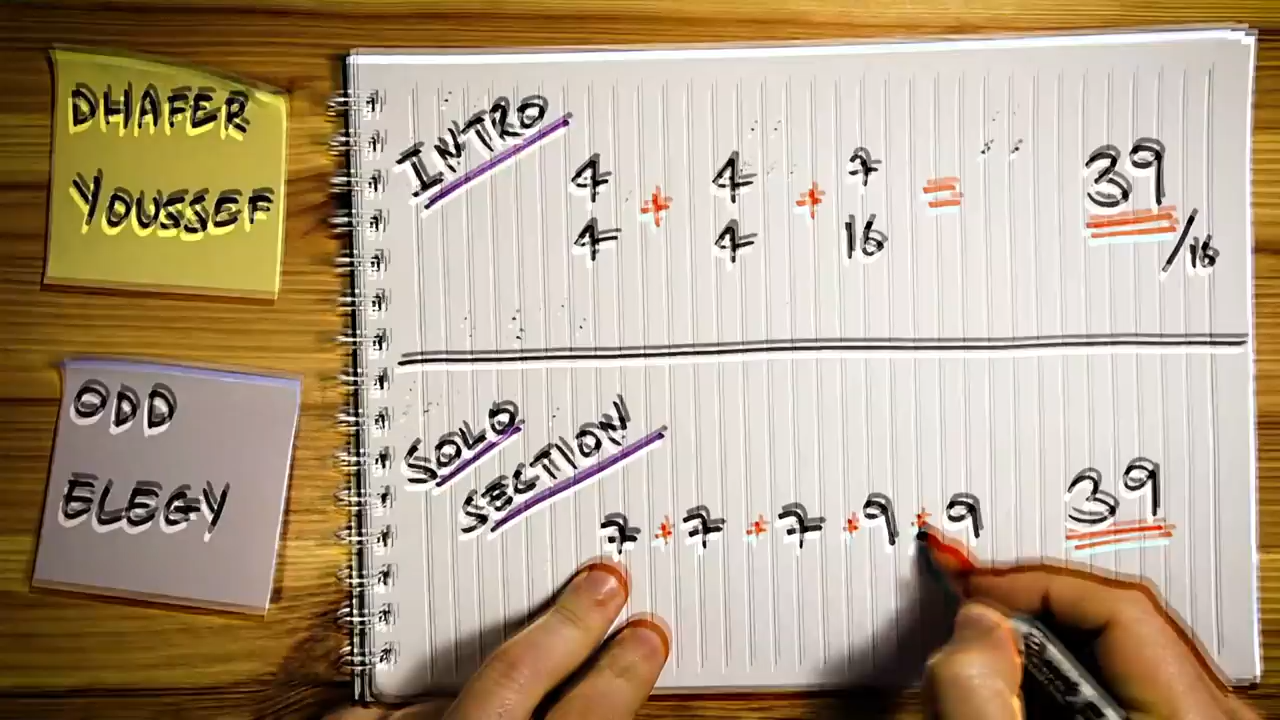 DHAFER
YOUSSEF
ODD
ELEGY
INTRO
4 + 4 + 7 = 39
4 4 16 /16
SOLO
SECTION
7 + 7 + 7 + 9 + 9 39